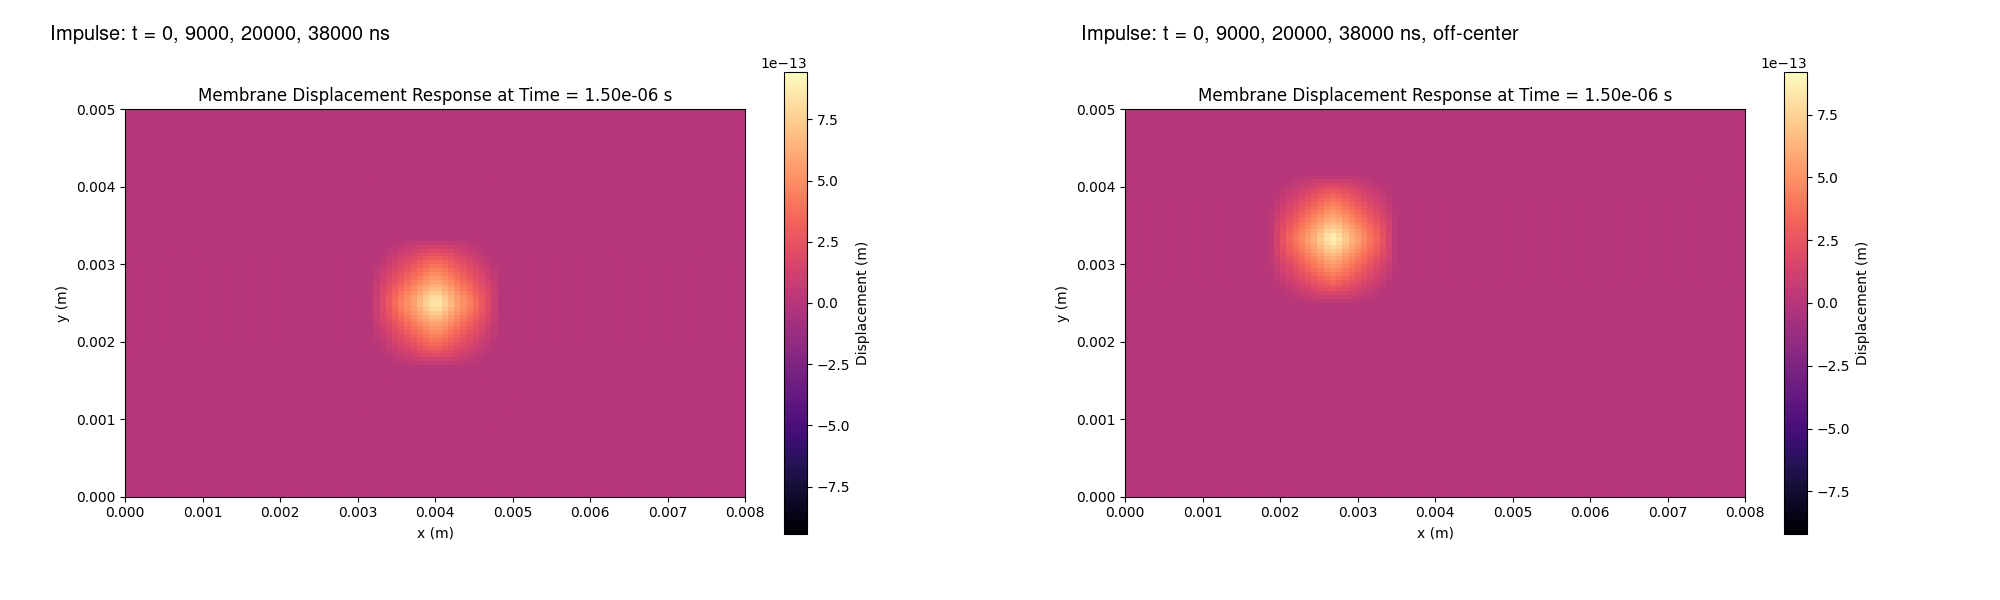 Impulse: t = 0, 9000, 20000, 38000 ns
1e−13
Membrane Displacement Response at Time = 1.50e-06 s
0.005
0.004
0.003
0.002
0.001
0.000
y (m)
0.000 0.001 0.002 0.003 0.004 0.005 0.006 0.007 0.008
x (m)
7.5
5.0
2.5
0.0
−2.5
−5.0
−7.5
Displacement (m)
Impulse: t = 0, 9000, 20000, 38000 ns, off-center
1e−13
Membrane Displacement Response at Time = 1.50e-06 s
0.005
0.004
0.003
0.002
0.001
0.000
y (m)
0.000 0.001 0.002 0.003 0.004 0.005 0.006 0.007 0.008
x (m)
7.5
5.0
2.5
0.0
−2.5
−5.0
−7.5
Displacement (m)